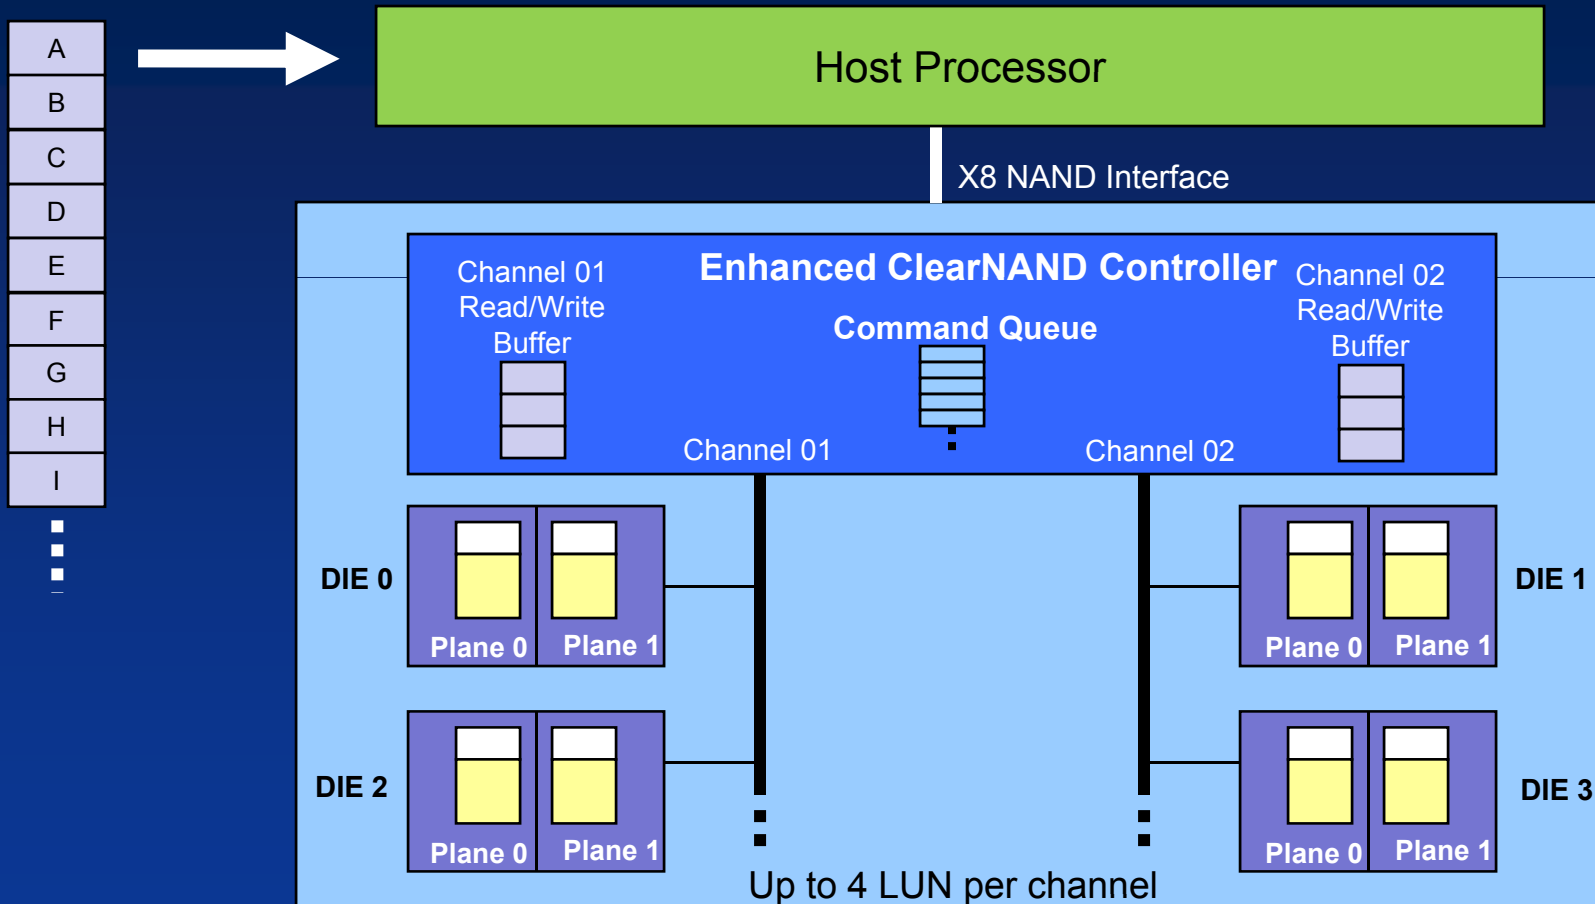 A
B
C
D
E
F
G
H
I
Host Processor
X8 NAND Interface
Enhanced ClearNAND Controller
Channel 01
Read/Write
Buffer
Command Queue
Channel 02
Read/Write
Buffer
Channel 01
Channel 02
DIE 0
Plane 0
Plane 1
DIE 1
Plane 0
Plane 1
DIE 2
Plane 0
Plane 1
DIE 3
Plane 0
Plane 1
Up to 4 LUN per channel